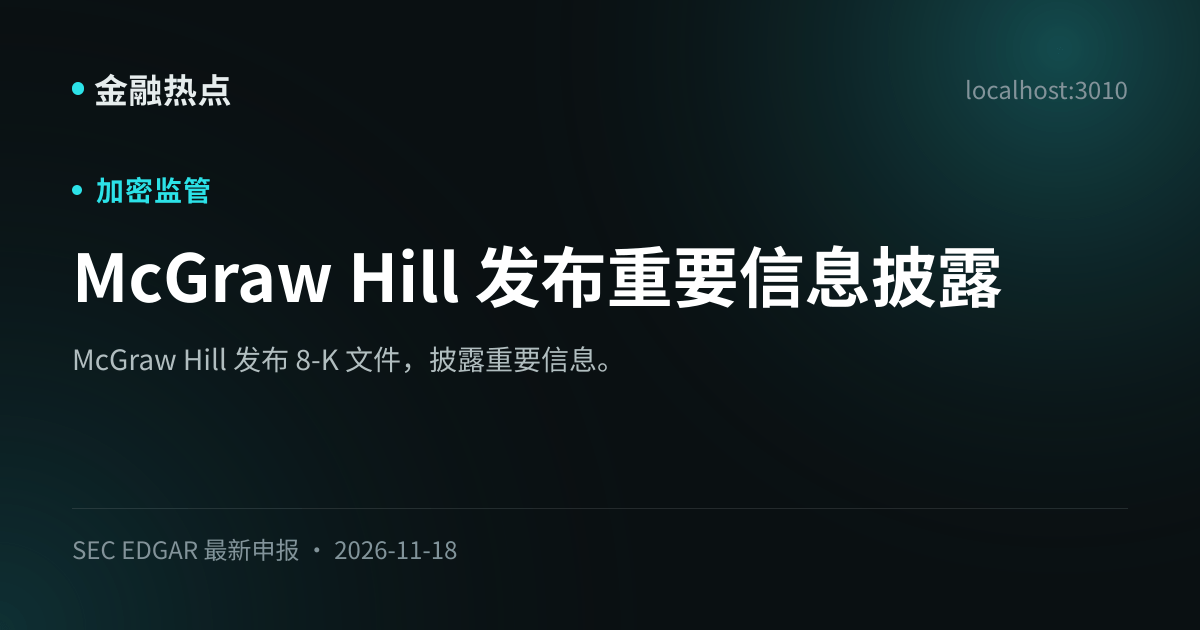 金融热点
localhost:3010
加密监管
McGraw Hill 发布重要信息披露
McGraw Hill 发布 8-K 文件，披露重要信息。
SEC EDGAR 最新申报 · 2026-11-18